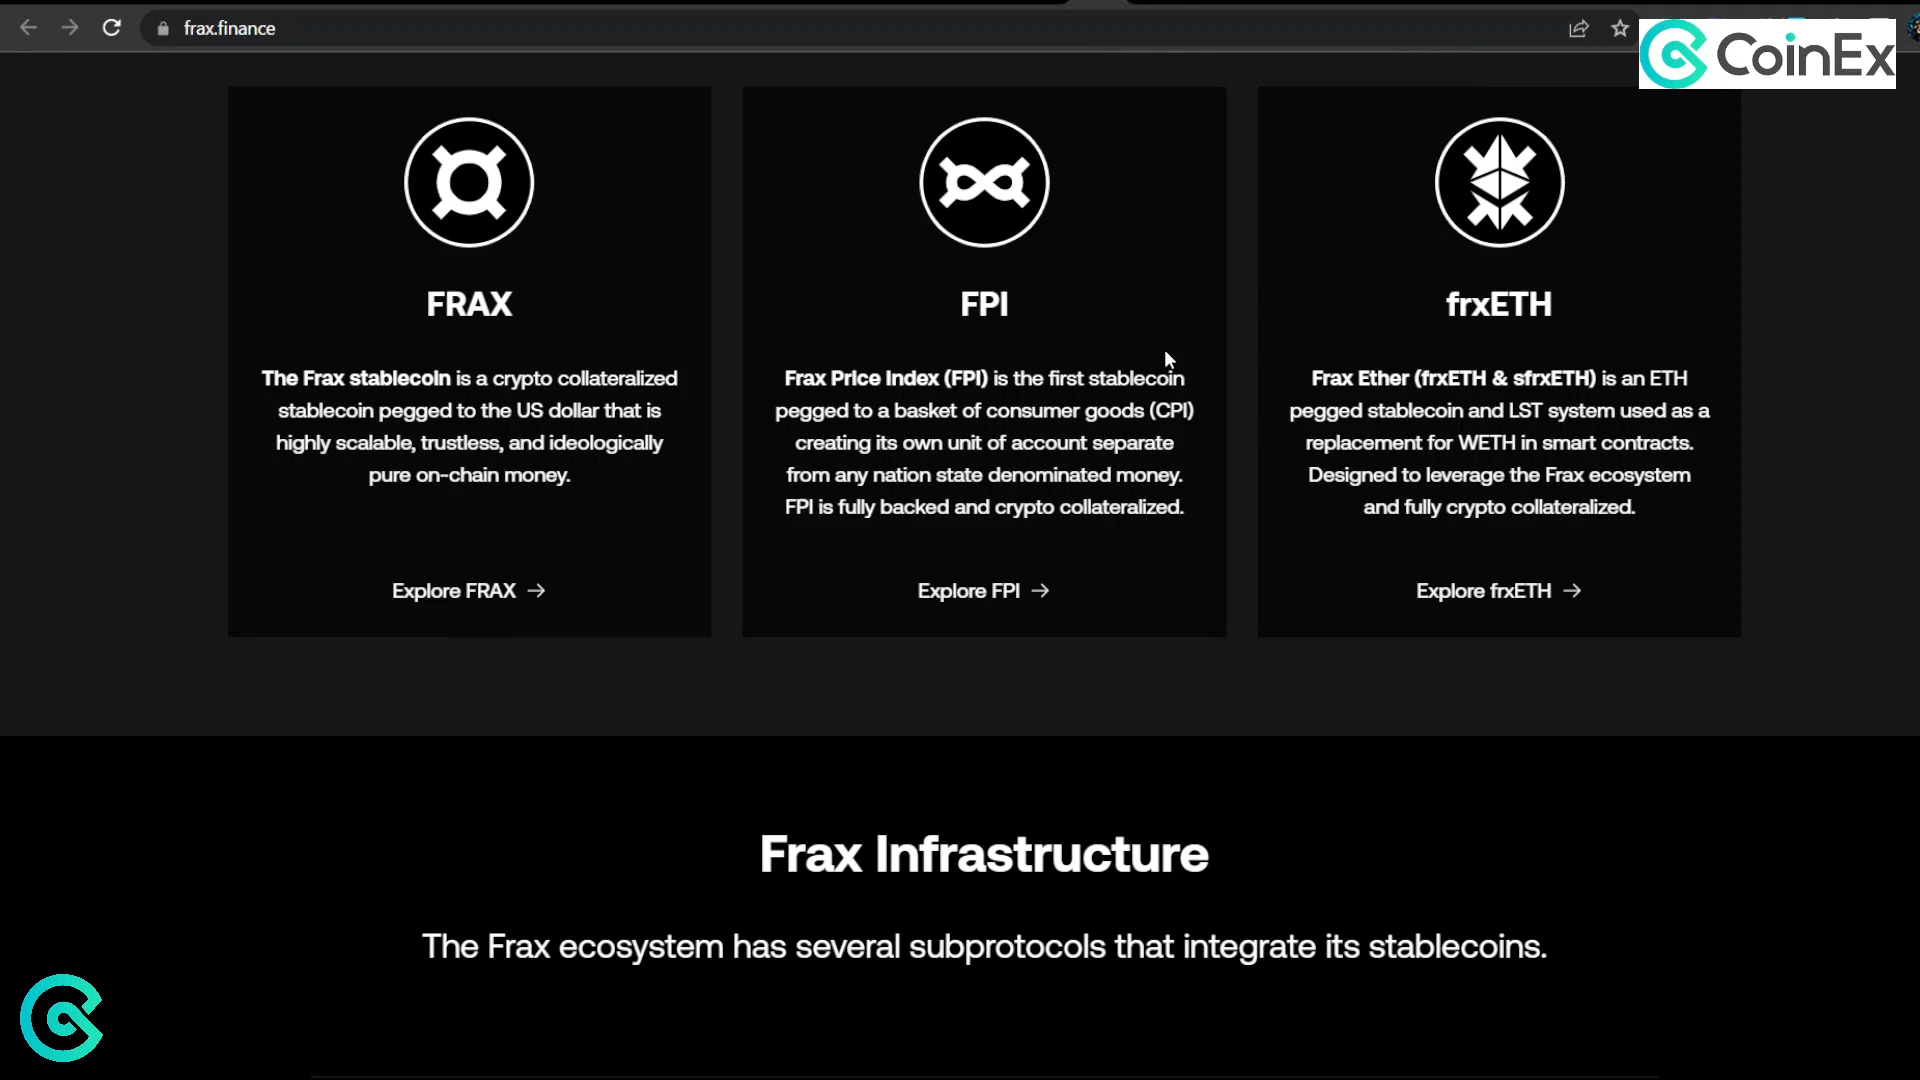 frax.finance
CoinEx
FRAX
The Frax stablecoin is a crypto collateralized
stablecoin pegged to the US dollar that is
highly scalable, trustless, and ideologically
pure on-chain money.
Explore FRAX →
FPI
Frax Price Index (FPI) is the first stablecoin
pegged to a basket of consumer goods (CPI)
creating its own unit of account separate
from any nation state denominated money.
FPI is fully backed and crypto collateralized.
Explore FPI →
frxETH
Frax Ether (frxETH & sfrxETH) is an ETH
pegged stablecoin and LST system used as a
replacement for WETH in smart contracts.
Designed to leverage the Frax ecosystem
and fully crypto collateralized.
Explore frxETH →
Frax Infrastructure
The Frax ecosystem has several subprotocols that integrate its stablecoins.